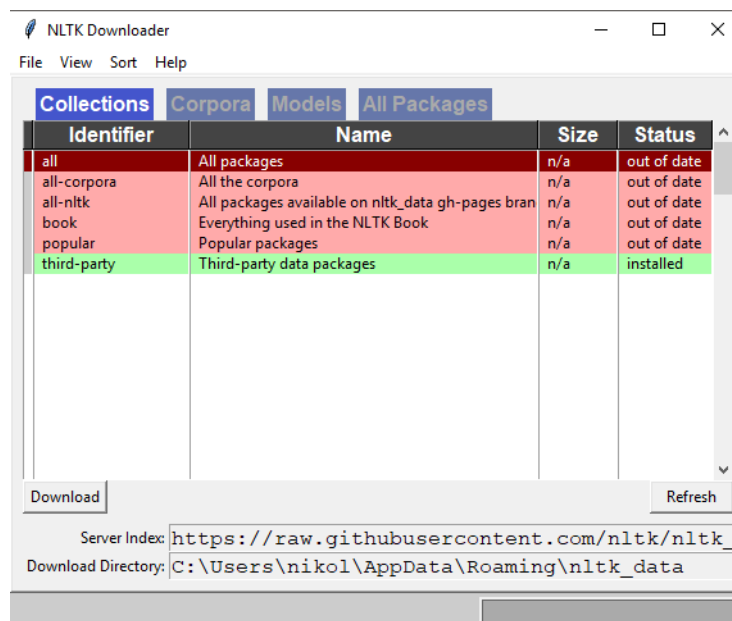 NLTK Downloader
File View Sort Help
Collections Corpora Models All Packages
Identifier Name Size Status
all All packages n/a out of date
all-corpora All the corpora n/a out of date
all-nltk All packages available on nltk_data gh-pages bran n/a out of date
book Everything used in the NLTK Book n/a out of date
popular Popular packages n/a out of date
third-party Third-party data packages n/a installed
Download Refresh
Server Index: https://raw.githubusercontent.com/nltk/nltk_
Download Directory: C:\Users\nikol\AppData\Roaming\nltk_data